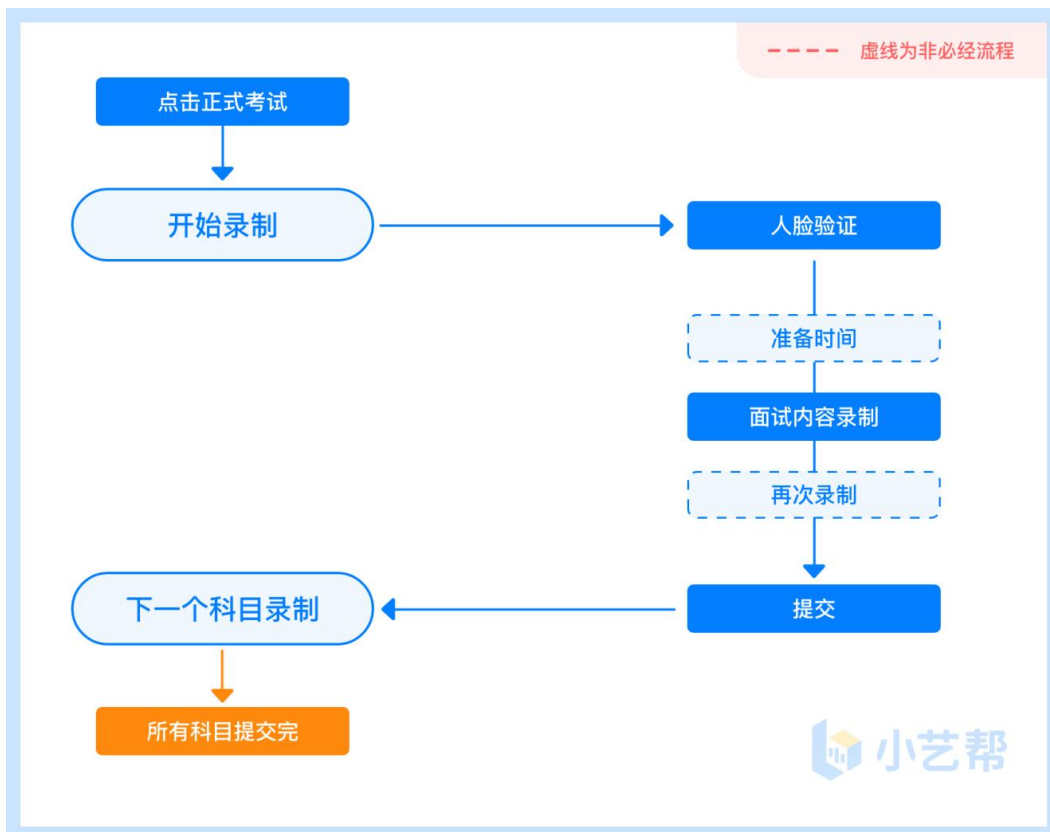 虚线为非必经流程
点击正式考试
开始录制
人脸验证
准备时间
面试内容录制
再次录制
提交
下一个科目录制
所有科目提交完
小艺帮